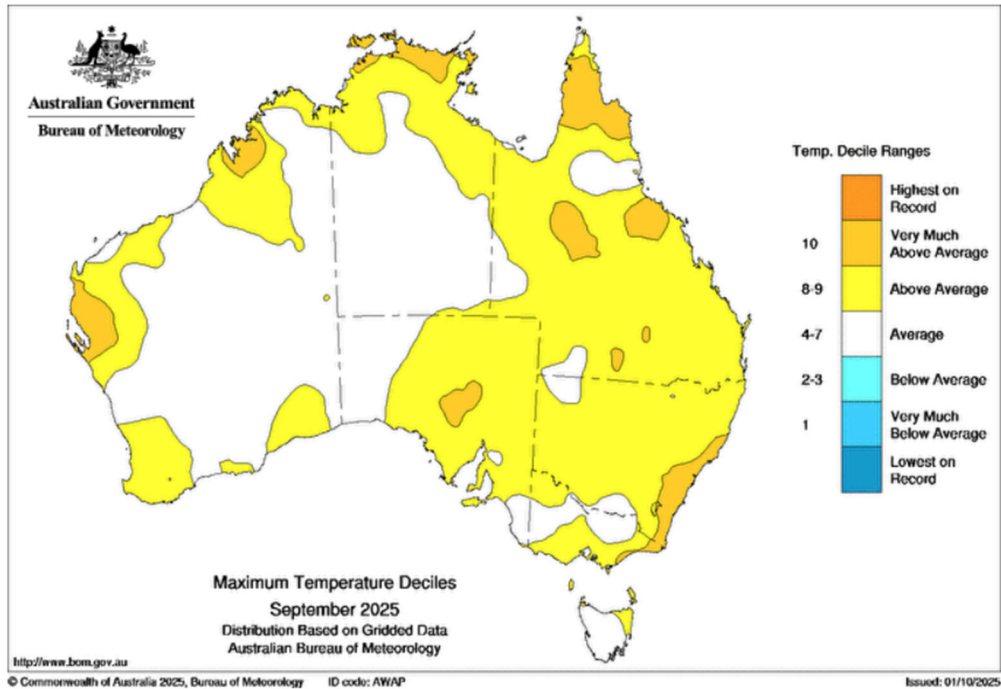 Australian Government
Bureau of Meteorology
Temp. Decile Ranges
Highest on
Record
10
Very Much
Above Average
8-9
Above Average
4-7
Average
2-3
Below Average
1
Very Much
Below Average
Lowest on
Record
Maximum Temperature Deciles
September 2025
Distribution Based on Gridded Data
Australian Bureau of Meteorology
http://www.bom.gov.au
© Commonwealth of Australia 2025, Bureau of Meteorology
ID code: AWAP
Issued: 01/10/2025